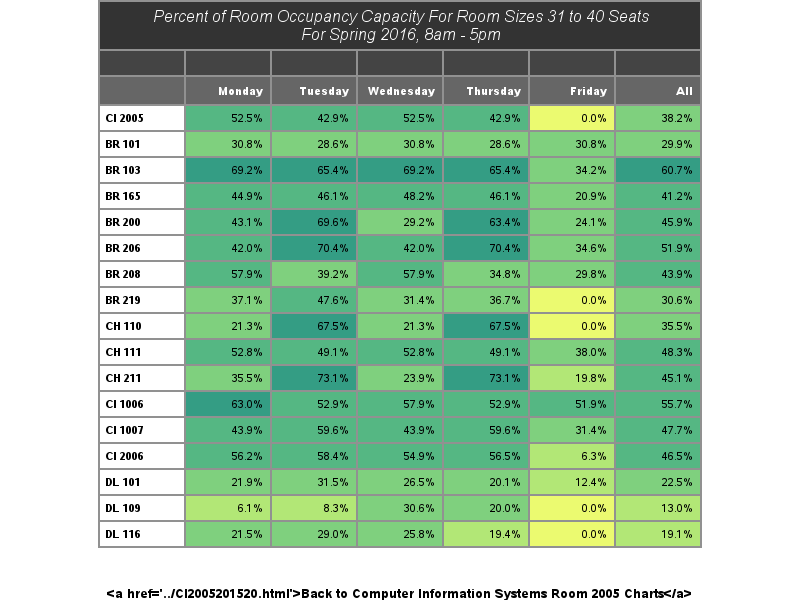 Percent of Room Occupancy Capacity For Room Sizes 31 to 40 Seats
For Spring 2016, 8am - 5pm
Monday Tuesday Wednesday Thursday Friday All
CI 2005 52.5% 42.9% 52.5% 42.9% 0.0% 38.2%
BR 101 30.8% 28.6% 30.8% 28.6% 30.8% 29.9%
BR 103 69.2% 65.4% 69.2% 65.4% 34.2% 60.7%
BR 165 44.9% 46.1% 48.2% 46.1% 20.9% 41.2%
BR 200 43.1% 69.6% 29.2% 63.4% 24.1% 45.9%
BR 206 42.0% 70.4% 42.0% 70.4% 34.6% 51.9%
BR 208 57.9% 39.2% 57.9% 34.8% 29.8% 43.9%
BR 219 37.1% 47.6% 31.4% 36.7% 0.0% 30.6%
CH 110 21.3% 67.5% 21.3% 67.5% 0.0% 35.5%
CH 111 52.8% 49.1% 52.8% 49.1% 38.0% 48.3%
CH 211 35.5% 73.1% 23.9% 73.1% 19.8% 45.1%
CI 1006 63.0% 52.9% 57.9% 52.9% 51.9% 55.7%
CI 1007 43.9% 59.6% 43.9% 59.6% 31.4% 47.7%
CI 2006 56.2% 58.4% 54.9% 56.5% 6.3% 46.5%
DL 101 21.9% 31.5% 26.5% 20.1% 12.4% 22.5%
DL 109 6.1% 8.3% 30.6% 20.0% 0.0% 13.0%
DL 116 21.5% 29.0% 25.8% 19.4% 0.0% 19.1%
<a href='../CI2005201520.html'>Back to Computer Information Systems Room 2005 Charts</a>